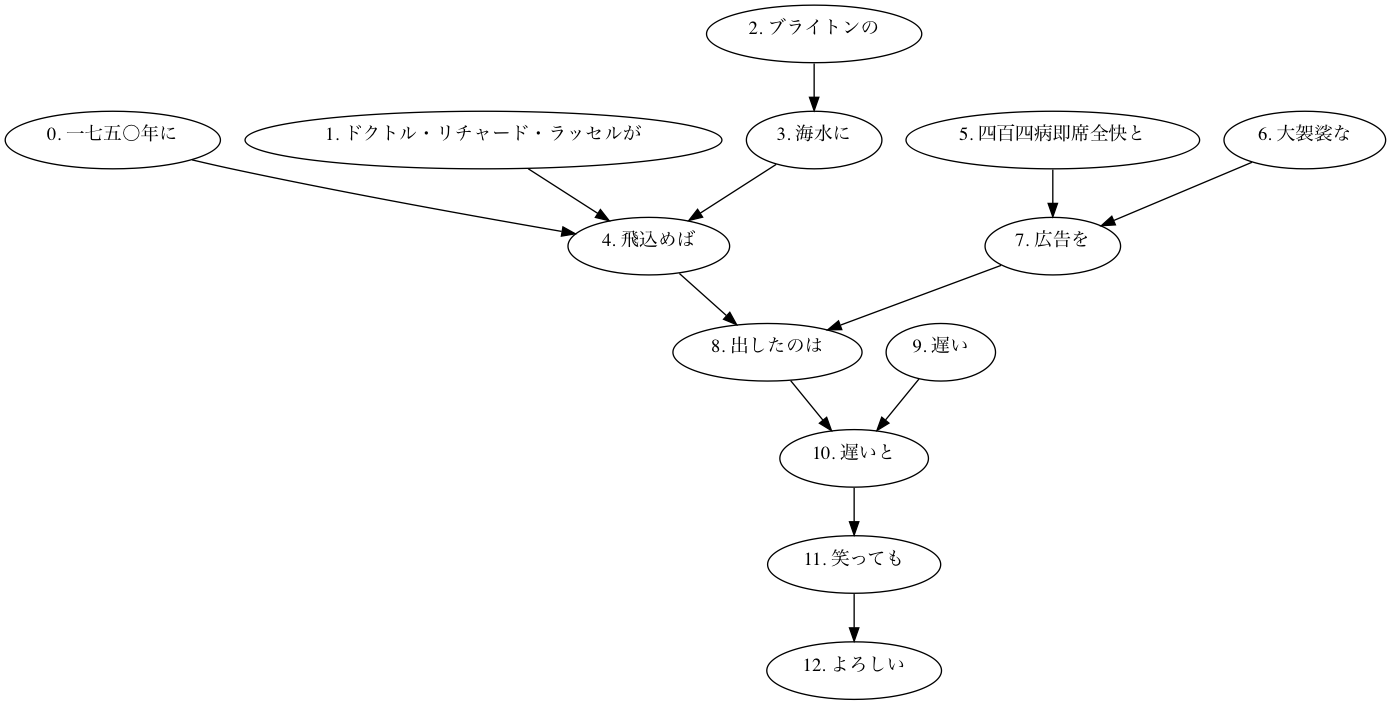 2. ブライトンの
0. 一七五〇年に
1. ドクトル・リチャード・ラッセルが
3. 海水に
5. 四百四病即席全快と
6. 大袈裟な
4. 飛込めば
7. 広告を
8. 出したのは
9. 遅い
10. 遅いと
11. 笑っても
12. よろしい